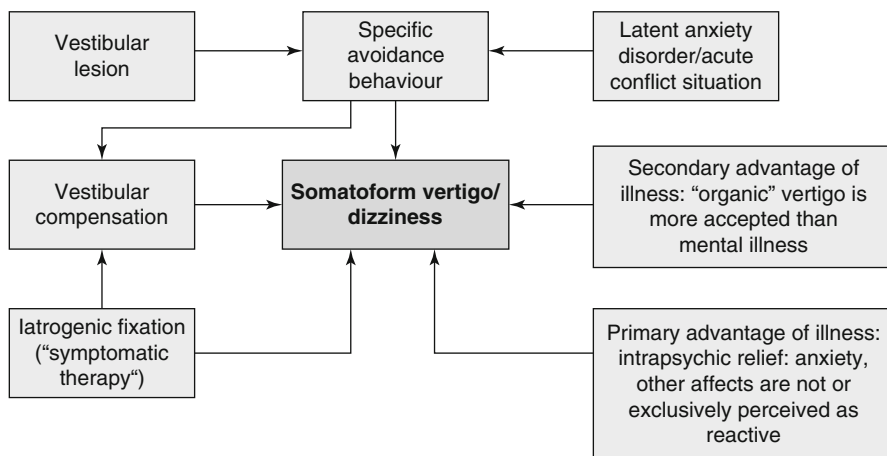 Vestibular
lesion
Specific
avoidance
behaviour
Latent anxiety
disorder/acute
conflict situation
Vestibular
compensation
Somatoform vertigo/
dizziness
Secondary advantage of
illness: “organic” vertigo is
more accepted than
mental illness
Iatrogenic fixation
(“symptomatic
therapy“)
Primary advantage of illness:
intrapsychic relief: anxiety,
other affects are not or
exclusively perceived as
reactive